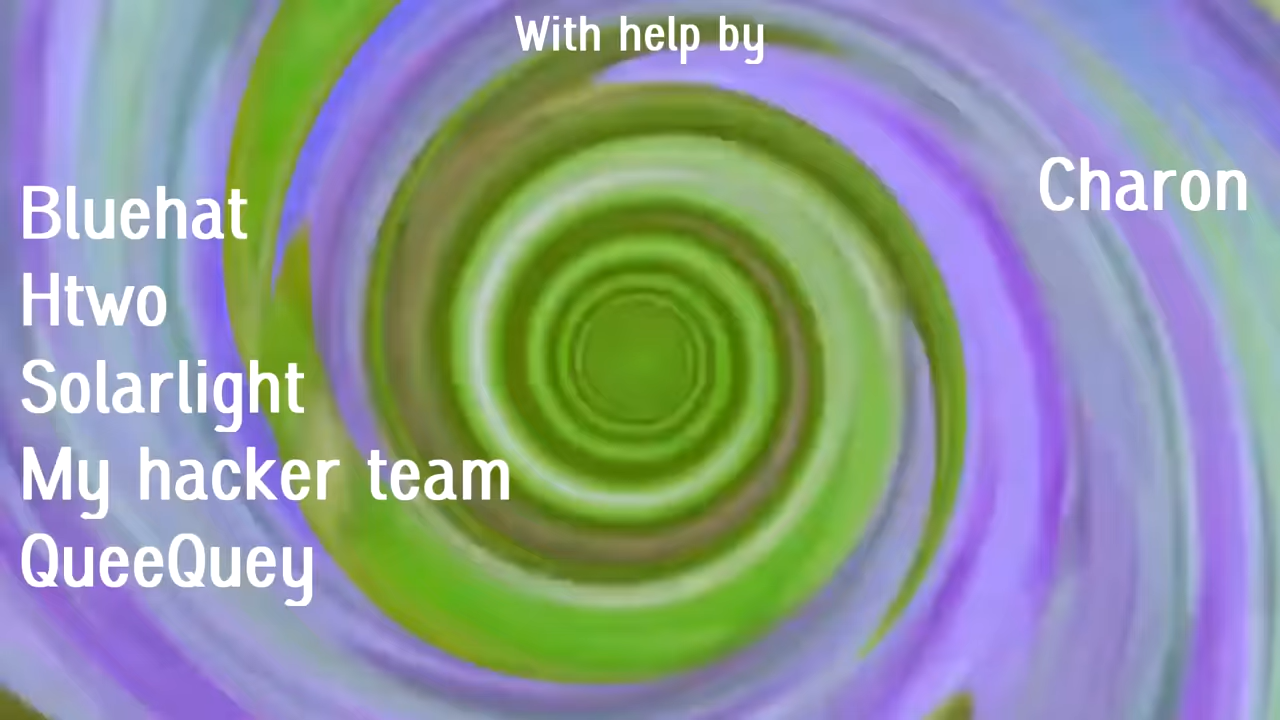 With help by
Charon
Bluehat
Htwo
Solarlight
My hacker team
QueeQuey